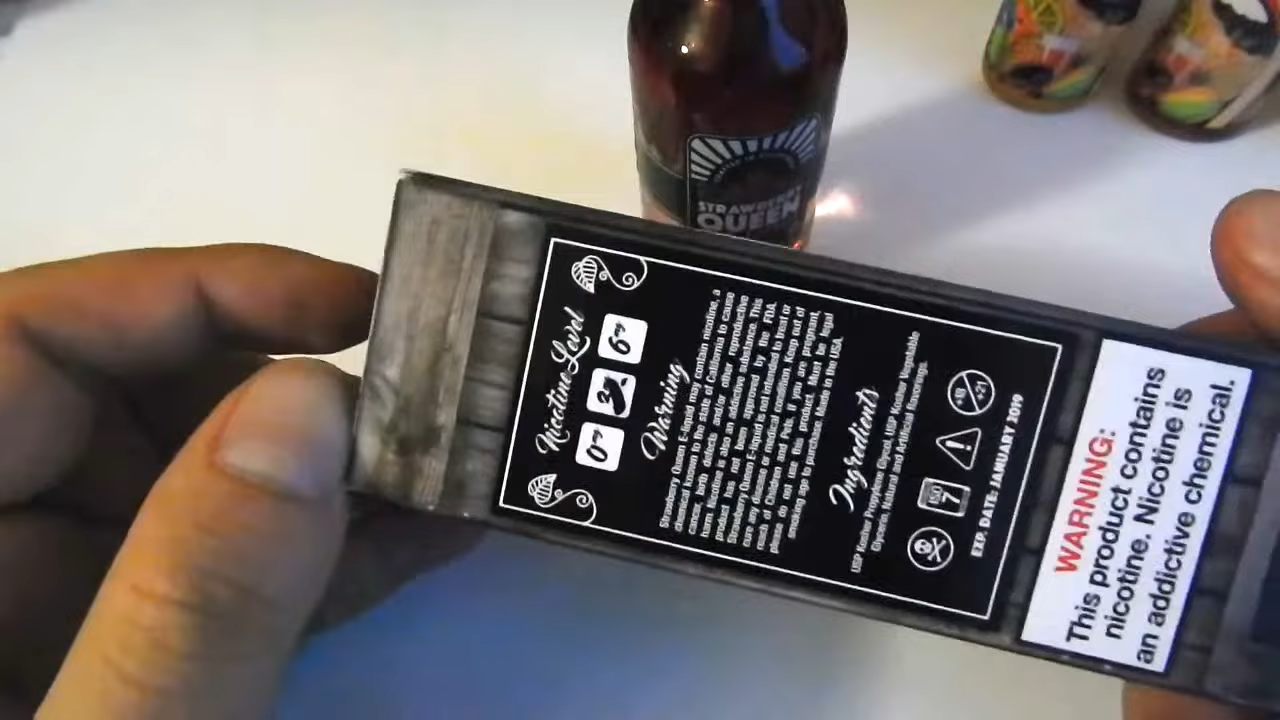 STRAWBERRY
QUEEN
Nicotine Level
0mg 3 6mg
Warning
Strawberry Queen E-liquid may contain nicotine, a
chemical known to the state of California to cause
cancer, birth defects and/or other reproductive
harm. Nicotine is also an addictive substance. This
product has not been approved by the FDA.
Strawberry Queen E-liquid is not intended to treat or
cure any disease or medical condition. Keep out of
reach of Children and Pets. If you are pregnant,
please do not use this product. Must be legal
smoking age to purchase. Made in the USA.
Ingredients
USP Kosher Propylene Glycol, USP Kosher Vegetable
Glycerin, Natural and Artificial flavorings.
ISO
7
+18
+21
EXP. DATE: JANUARY 2019
WARNING:
This product contains
nicotine. Nicotine is
an addictive chemical.